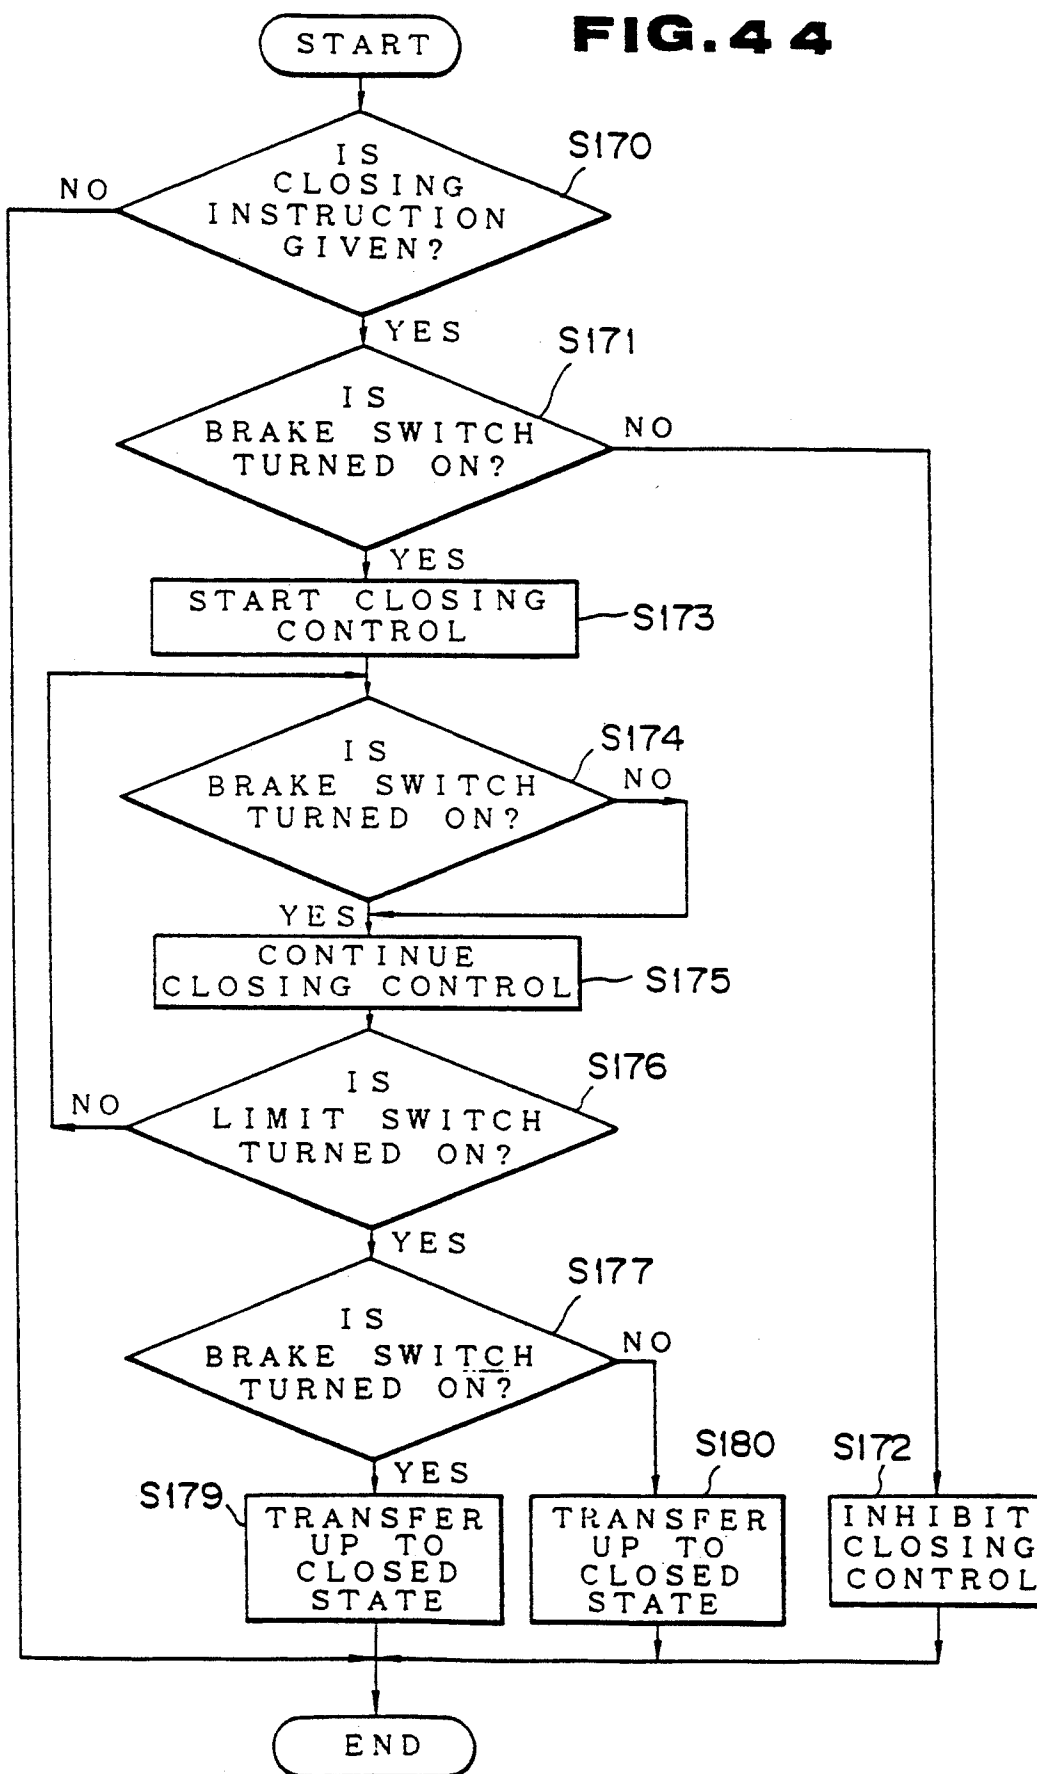 FIG.44
START
S170
IS
CLOSING
INSTRUCTION
GIVEN?
NO
YES
S171
IS
BRAKE SWITCH
TURNED ON?
NO
YES
START CLOSING
CONTROL
S173
S174
IS
BRAKE SWITCH
TURNED ON?
NO
YES
CONTINUE
CLOSING CONTROL
S175
S176
IS
LIMIT SWITCH
TURNED ON?
NO
YES
S177
IS
BRAKE SWITCH
TURNED ON?
NO
YES
S179
TRANSFER
UP TO
CLOSED
STATE
S180
TRANSFER
UP TO
CLOSED
STATE
S172
INHIBIT
CLOSING
CONTROL
END